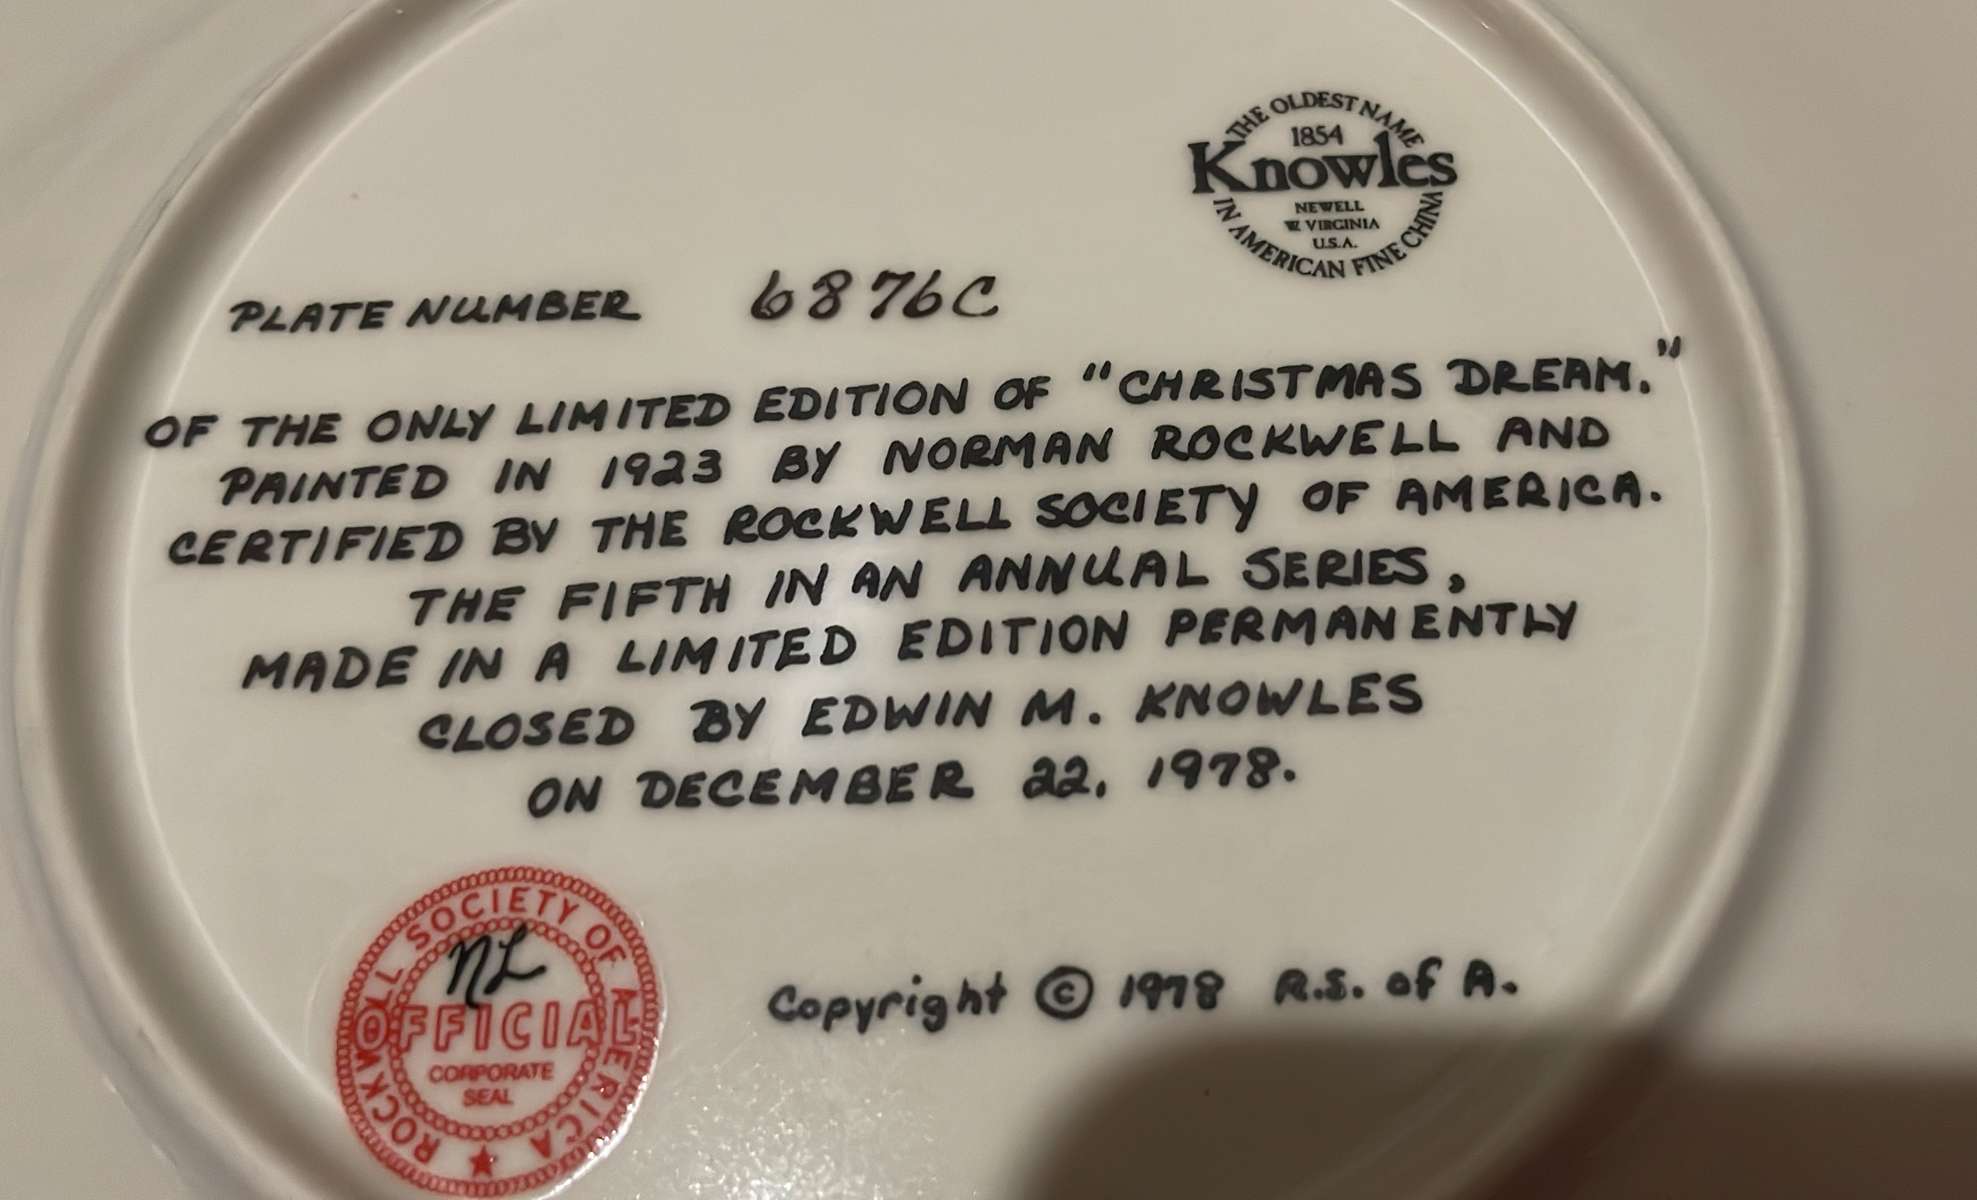 THE OLDEST NAME
1854
Knowles
NEWELL
W. VIRGINIA
U.S.A.
IN AMERICAN FINE CHINA
PLATE NUMBER 6876C
OF THE ONLY LIMITED EDITION OF "CHRISTMAS DREAM."
PAINTED IN 1923 BY NORMAN ROCKWELL AND
CERTIFIED BY THE ROCKWELL SOCIETY OF AMERICA.
THE FIFTH IN AN ANNUAL SERIES,
MADE IN A LIMITED EDITION PERMANENTLY
CLOSED BY EDWIN M. KNOWLES
ON DECEMBER 22, 1978.
ROCKWELL SOCIETY OF AMERICA
NL
OFFICIAL
CORPORATE
SEAL
Copyright © 1978 R.S. of A.